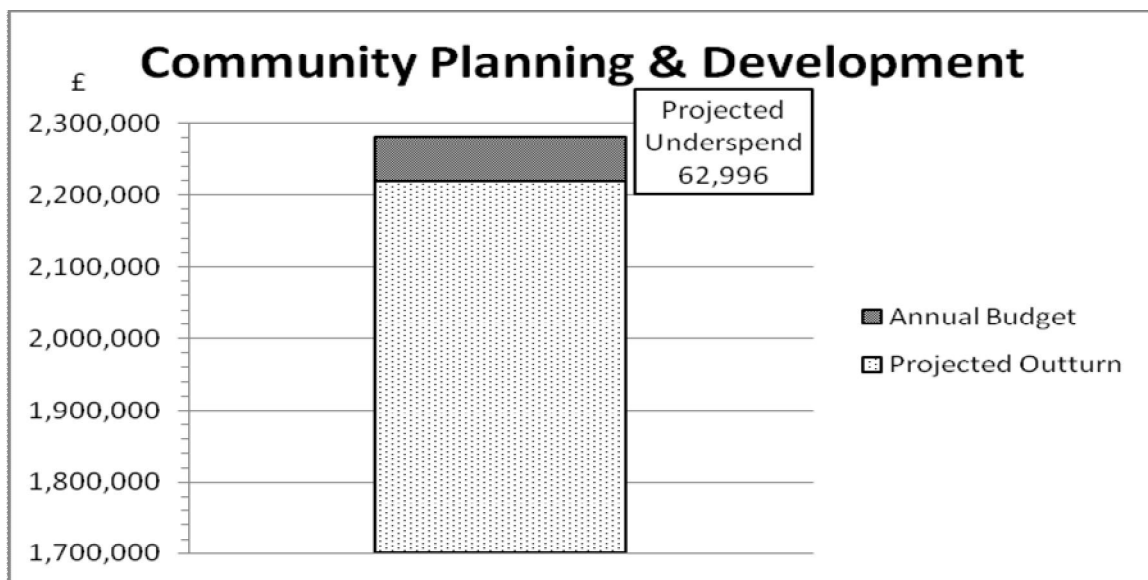 Community Planning & Development
£
Projected
Underspend
62,996
2,300,000
2,200,000
2,100,000
2,000,000
1,900,000
1,800,000
1,700,000
Annual Budget
Projected Outturn